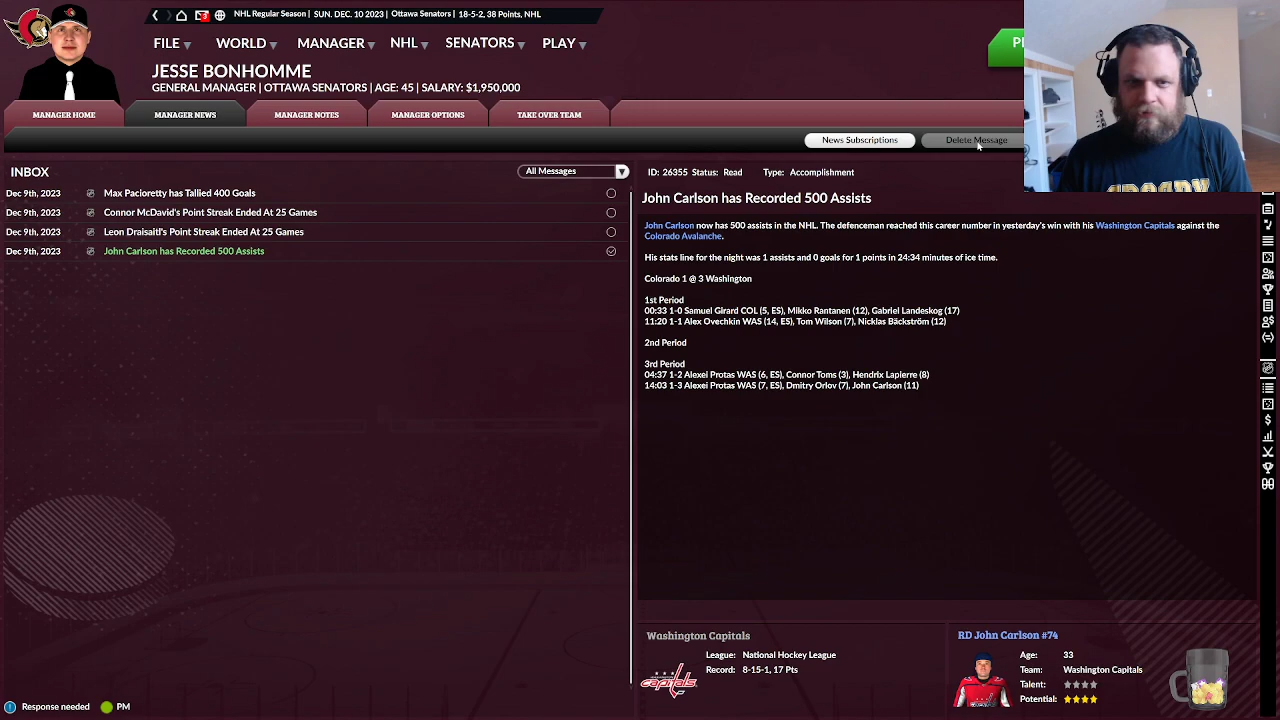 NHL Regular Season | SUN. DEC. 10 2023 | Ottawa Senators | 18-5-2, 38 Points, NHL
3
FILE WORLD MANAGER NHL SENATORS PLAY
JESSE BONHOMME
GENERAL MANAGER | OTTAWA SENATORS | AGE: 45 | SALARY: $1,950,000
MANAGER HOME MANAGER NEWS MANAGER NOTES MANAGER OPTIONS TAKE OVER TEAM
News Subscriptions Delete Message
INBOX All Messages
Dec 9th, 2023 Max Pacioretty has Tallied 400 Goals
Dec 9th, 2023 Connor McDavid's Point Streak Ended At 25 Games
Dec 9th, 2023 Leon Draisaitl's Point Streak Ended At 25 Games
Dec 9th, 2023 John Carlson has Recorded 500 Assists
ID: 26355 Status: Read Type: Accomplishment
John Carlson has Recorded 500 Assists
John Carlson now has 500 assists in the NHL. The defenceman reached this career number in yesterday's win with his Washington Capitals against the
Colorado Avalanche.
His stats line for the night was 1 assists and 0 goals for 1 points in 24:34 minutes of ice time.
Colorado 1 @ 3 Washington
1st Period
00:33 1-0 Samuel Girard COL (5, ES), Mikko Rantanen (12), Gabriel Landeskog (17)
11:20 1-1 Alex Ovechkin WAS (14, ES), Tom Wilson (7), Nicklas Bäckström (12)
2nd Period
3rd Period
04:37 1-2 Alexei Protas WAS (6, ES), Connor Toms (3), Hendrix Lapierre (8)
14:03 1-3 Alexei Protas WAS (7, ES), Dmitry Orlov (7), John Carlson (11)
Washington Capitals
League: National Hockey League
Record: 8-15-1, 17 Pts
capitals
RD John Carlson #74
Age: 33
Team: Washington Capitals
Talent:
Potential:
Response needed PM